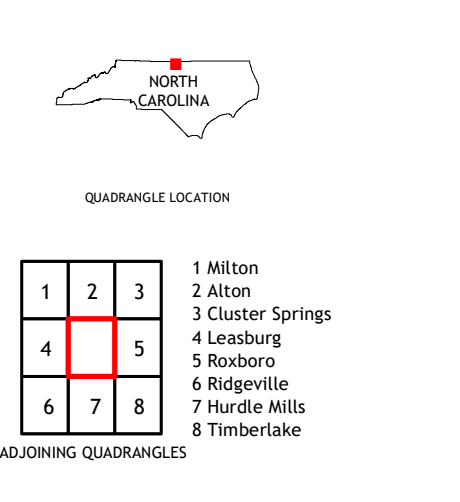 NORTH
CAROLINA
QUADRANGLE LOCATION
1 2 3
4 5
6 7 8
1 Milton
2 Alton
3 Cluster Springs
4 Leasburg
5 Roxboro
6 Ridgeville
7 Hurdle Mills
8 Timberlake
ADJOINING QUADRANGLES